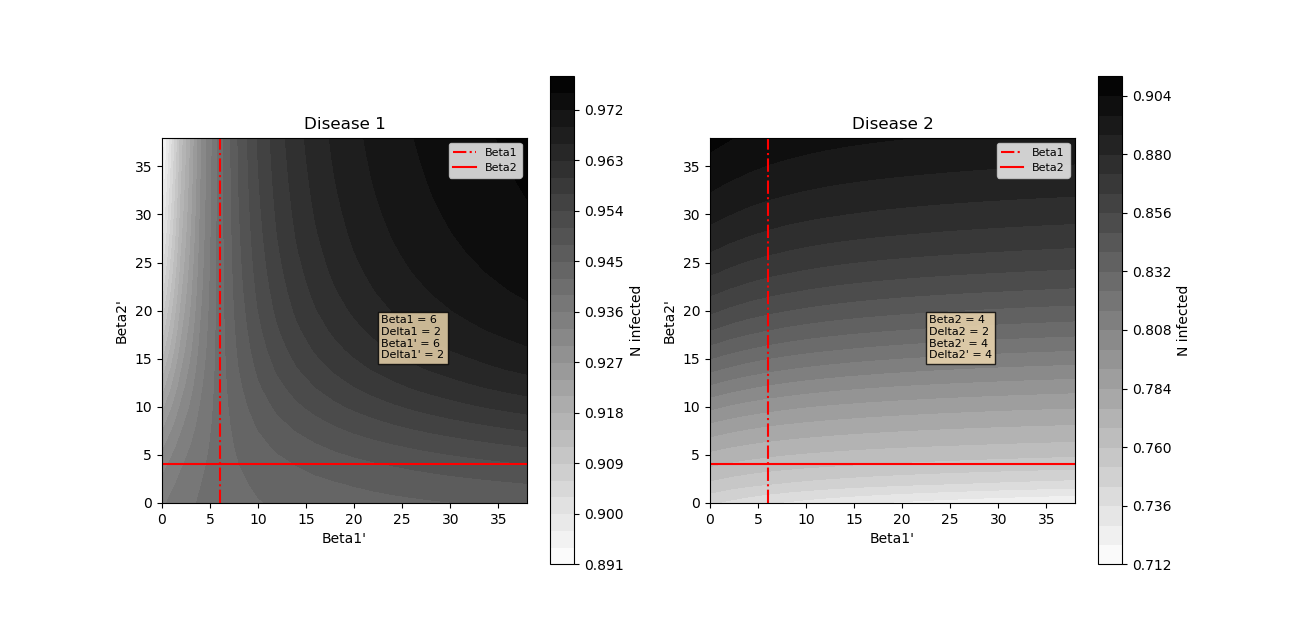 Disease 1
Beta2'
35
30
25
20
15
10
5
0
0 5 10 15 20 25 30 35
Beta1'
Beta1
Beta2
Beta1 = 6
Delta1 = 2
Beta1' = 6
Delta1' = 2
0.972
0.963
0.954
0.945
0.936
0.927
0.918
0.909
0.900
0.891
N infected
Disease 2
Beta2'
35
30
25
20
15
10
5
0
0 5 10 15 20 25 30 35
Beta1'
Beta1
Beta2
Beta2 = 4
Delta2 = 2
Beta2' = 4
Delta2' = 4
0.904
0.880
0.856
0.832
0.808
0.784
0.760
0.736
0.712
N infected